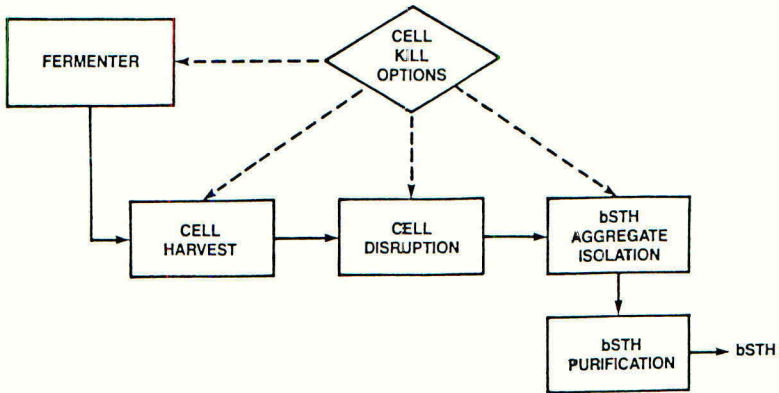 CELL
KILL
OPTIONS
FERMENTER
CELL
HARVEST
CELL
DISRUPTION
bSTH
AGGREGATE
ISOLATION
bSTH
PURIFICATION
bSTH